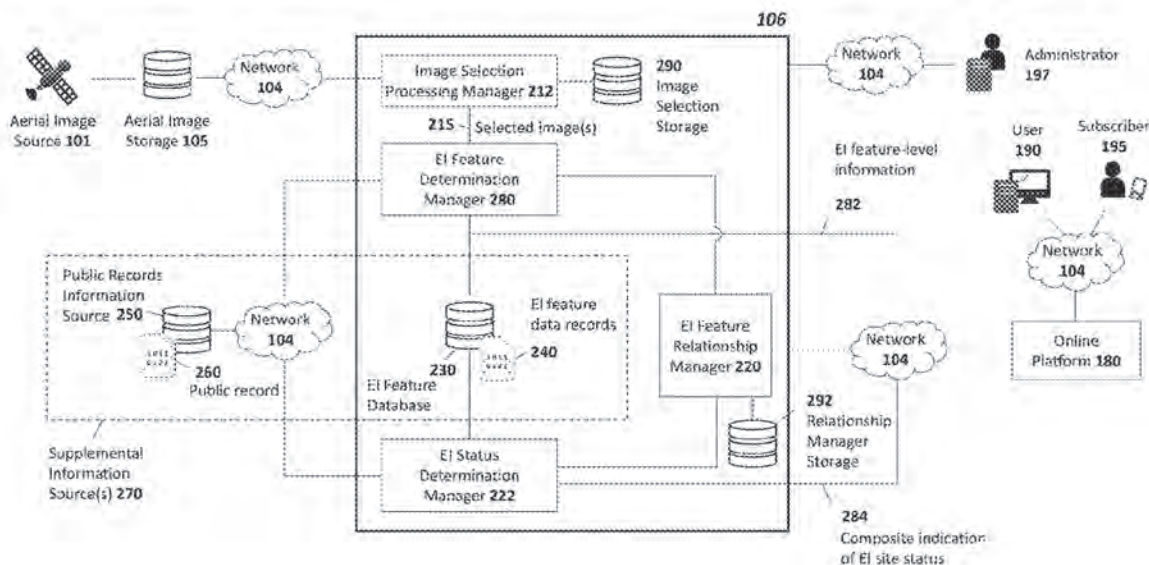 106
Aerial Image
Source 101
Aerial Image
Storage 105
Network
104
Image Selection
Processing Manager 212
290
Image
Selection
Storage
215
Selected image(s)
EI Feature
Determination
Manager 280
Network
104
Administrator
197
EI feature-level
information
282
User
190
Subscriber
195
Network
104
Online
Platform 180
Public Records
Information
Source 250
Network
104
260
Public record
230
EI Feature
Database
EI feature
data records
240
EI Feature
Relationship
Manager 220
Network
104
292
Relationship
Manager
Storage
Supplemental
Information
Source(s) 270
EI Status
Determination
Manager 222
284
Composite indication
of EI site status